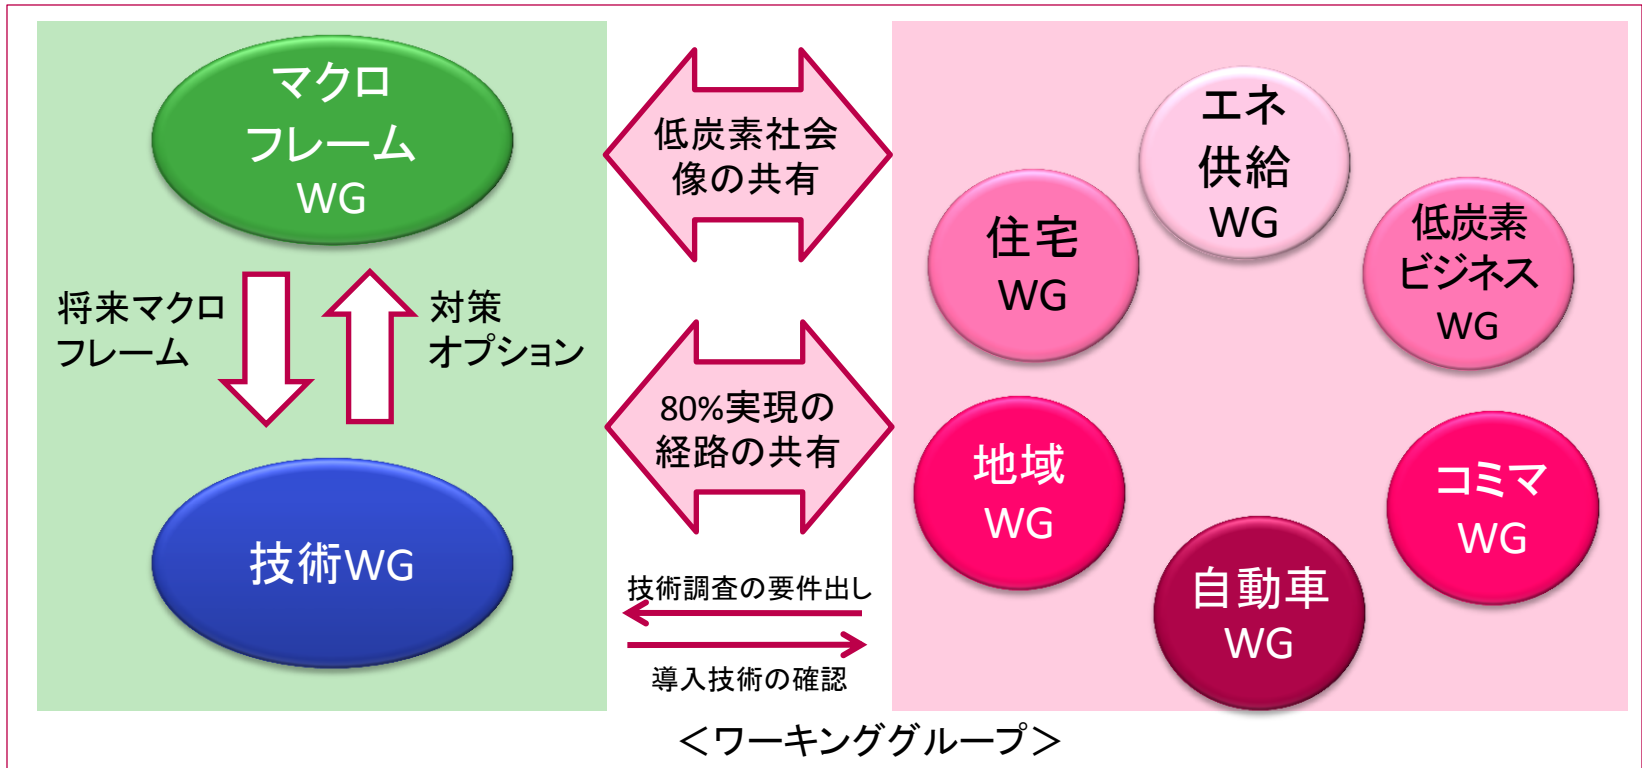 マクロ
フレーム
WG
将来マクロ
フレーム
対策
オプション
技術WG
低炭素社会
像の共有
80%実現の
経路の共有
技術調査の要件出し
導入技術の確認
エネ
供給
WG
住宅
WG
低炭素
ビジネス
WG
地域
WG
コミマ
WG
自動車
WG
＜ワーキンググループ＞